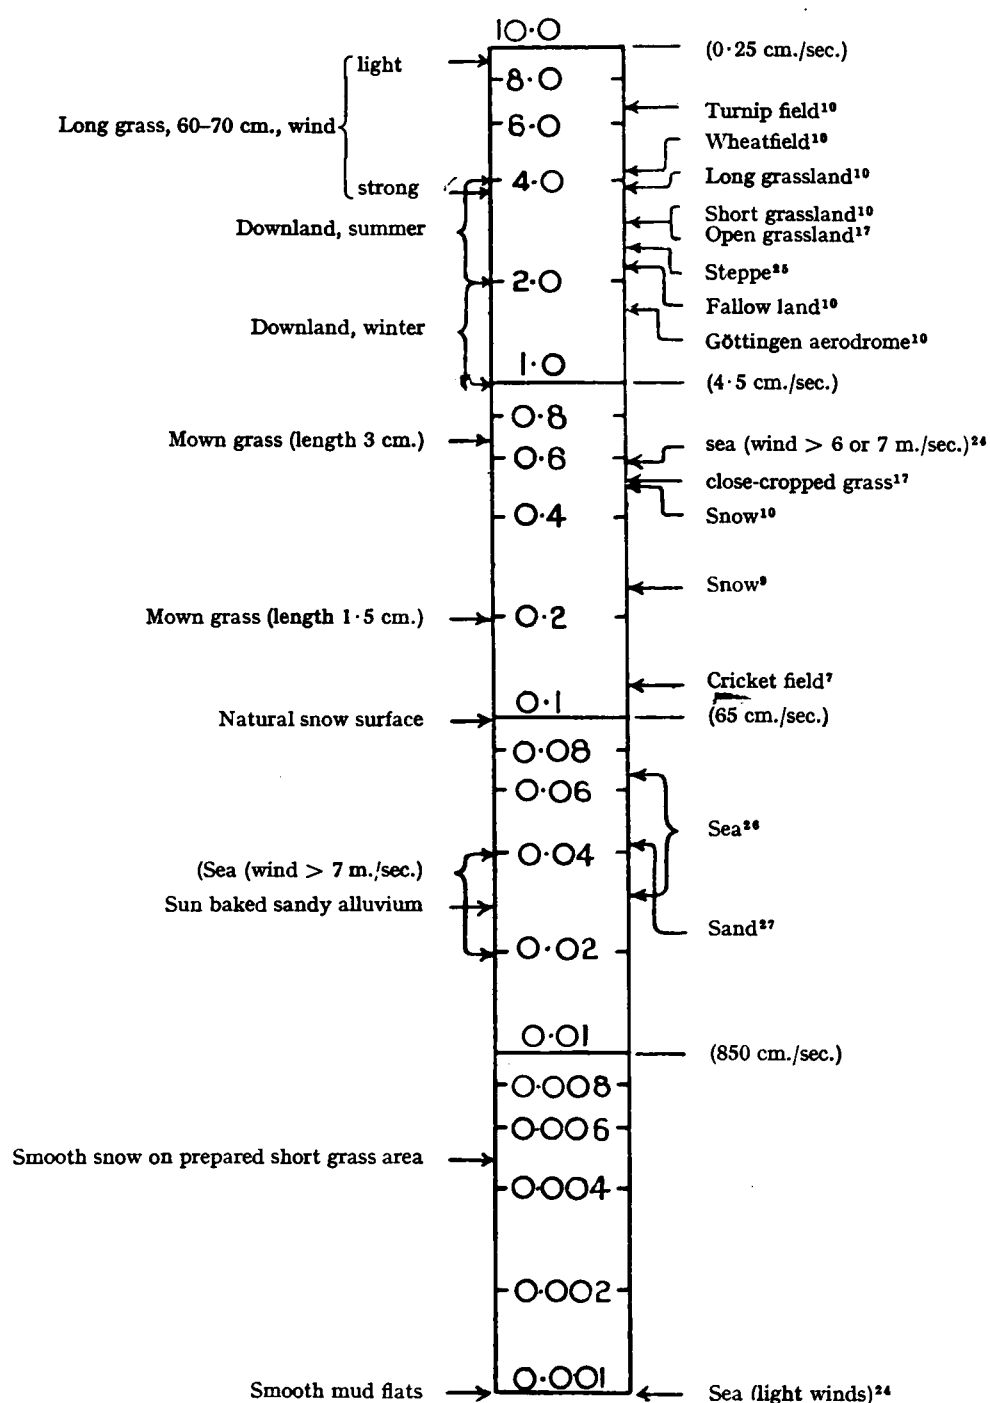 10·0
(0·25 cm./sec.)
light
8·0
Turnip field¹⁰
Long grass, 60–70 cm., wind
6·0
Wheatfield¹⁰
Long grassland¹⁰
strong
4·0
Short grassland¹⁰
Open grassland¹⁷
Downland, summer
Steppe²⁵
2·0
Fallow land¹⁰
Downland, winter
Göttingen aerodrome¹⁰
1·0
(4·5 cm./sec.)
0·8
Mown grass (length 3 cm.)
sea (wind > 6 or 7 m./sec.)²⁴
0·6
close-cropped grass¹⁷
0·4
Snow¹⁰
Snow⁹
Mown grass (length 1·5 cm.)
0·2
Cricket field⁷
0·1
Natural snow surface
(65 cm./sec.)
0·08
0·06
Sea²⁶
0·04
(Sea (wind > 7 m./sec.)
Sun baked sandy alluvium
Sand²⁷
0·02
0·01
(850 cm./sec.)
0·008
0·006
Smooth snow on prepared short grass area
0·004
0·002
0·001
Smooth mud flats
Sea (light winds)²⁴